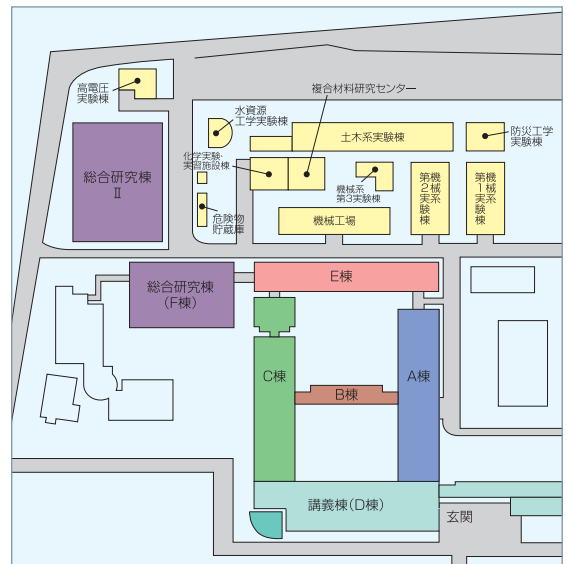 高電圧
実験棟
複合材料研究センター
水資源
工学実験棟
土木系実験棟
防災工学
実験棟
総合研究棟
Ⅱ
化学実験・
実習施設棟
機械系
第3実験棟
機械系
第2実験棟
機械系
第1実験棟
危険物
貯蔵庫
機械工場
総合研究棟
(F棟)
E棟
C棟
B棟
A棟
講義棟(D棟)
玄関